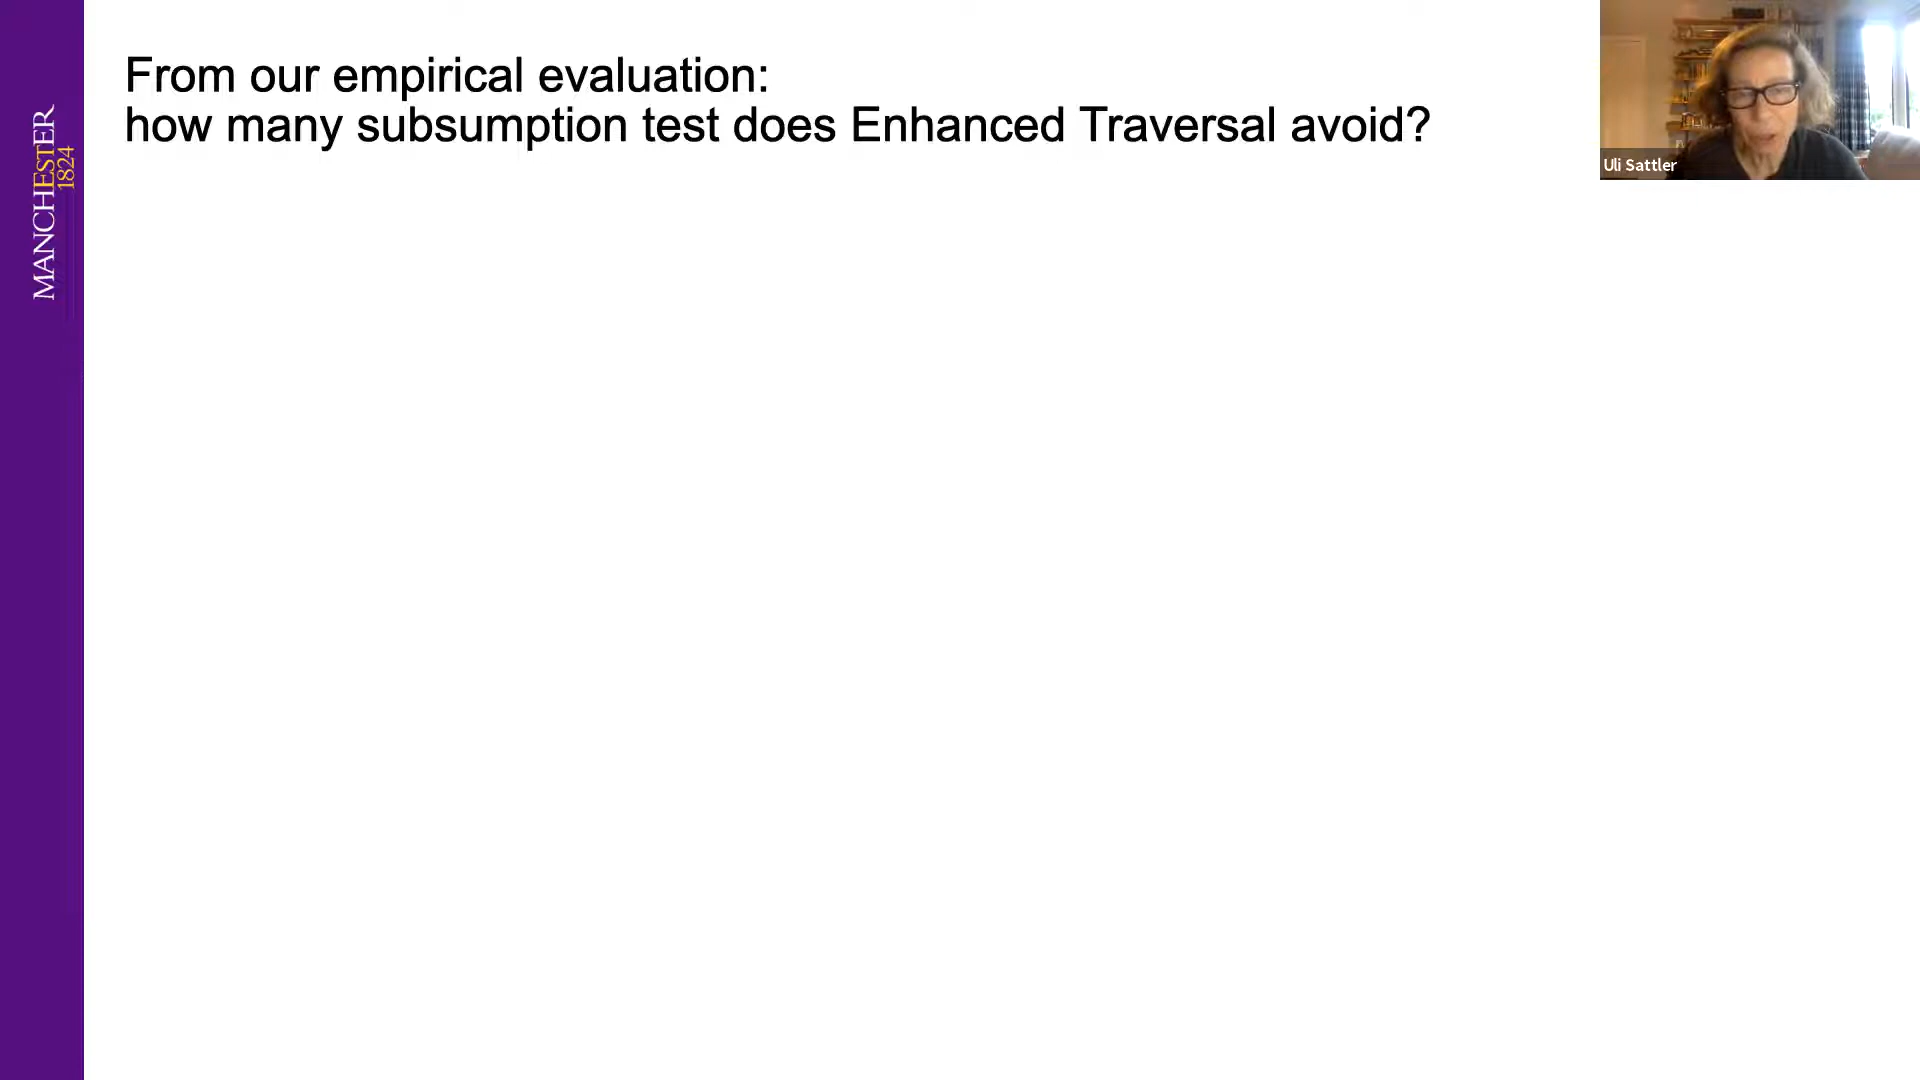 From our empirical evaluation:
how many subsumption test does Enhanced Traversal avoid?
MANCHESTER
1824
Uli Sattler